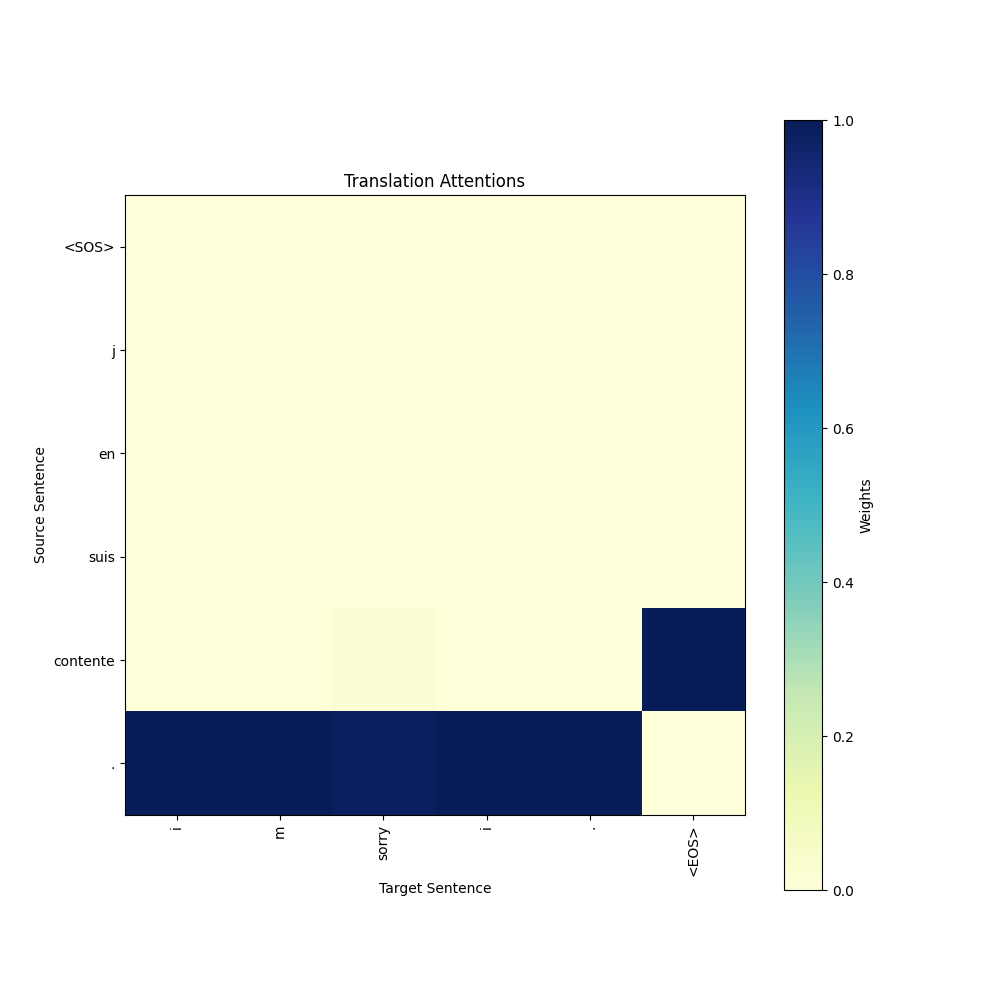 Translation Attentions
<SOS>
j
en
suis
contente
.
Source Sentence
i
m
sorry
i
.
<EOS>
Target Sentence
1.0
0.8
0.6
0.4
0.2
0.0
Weights